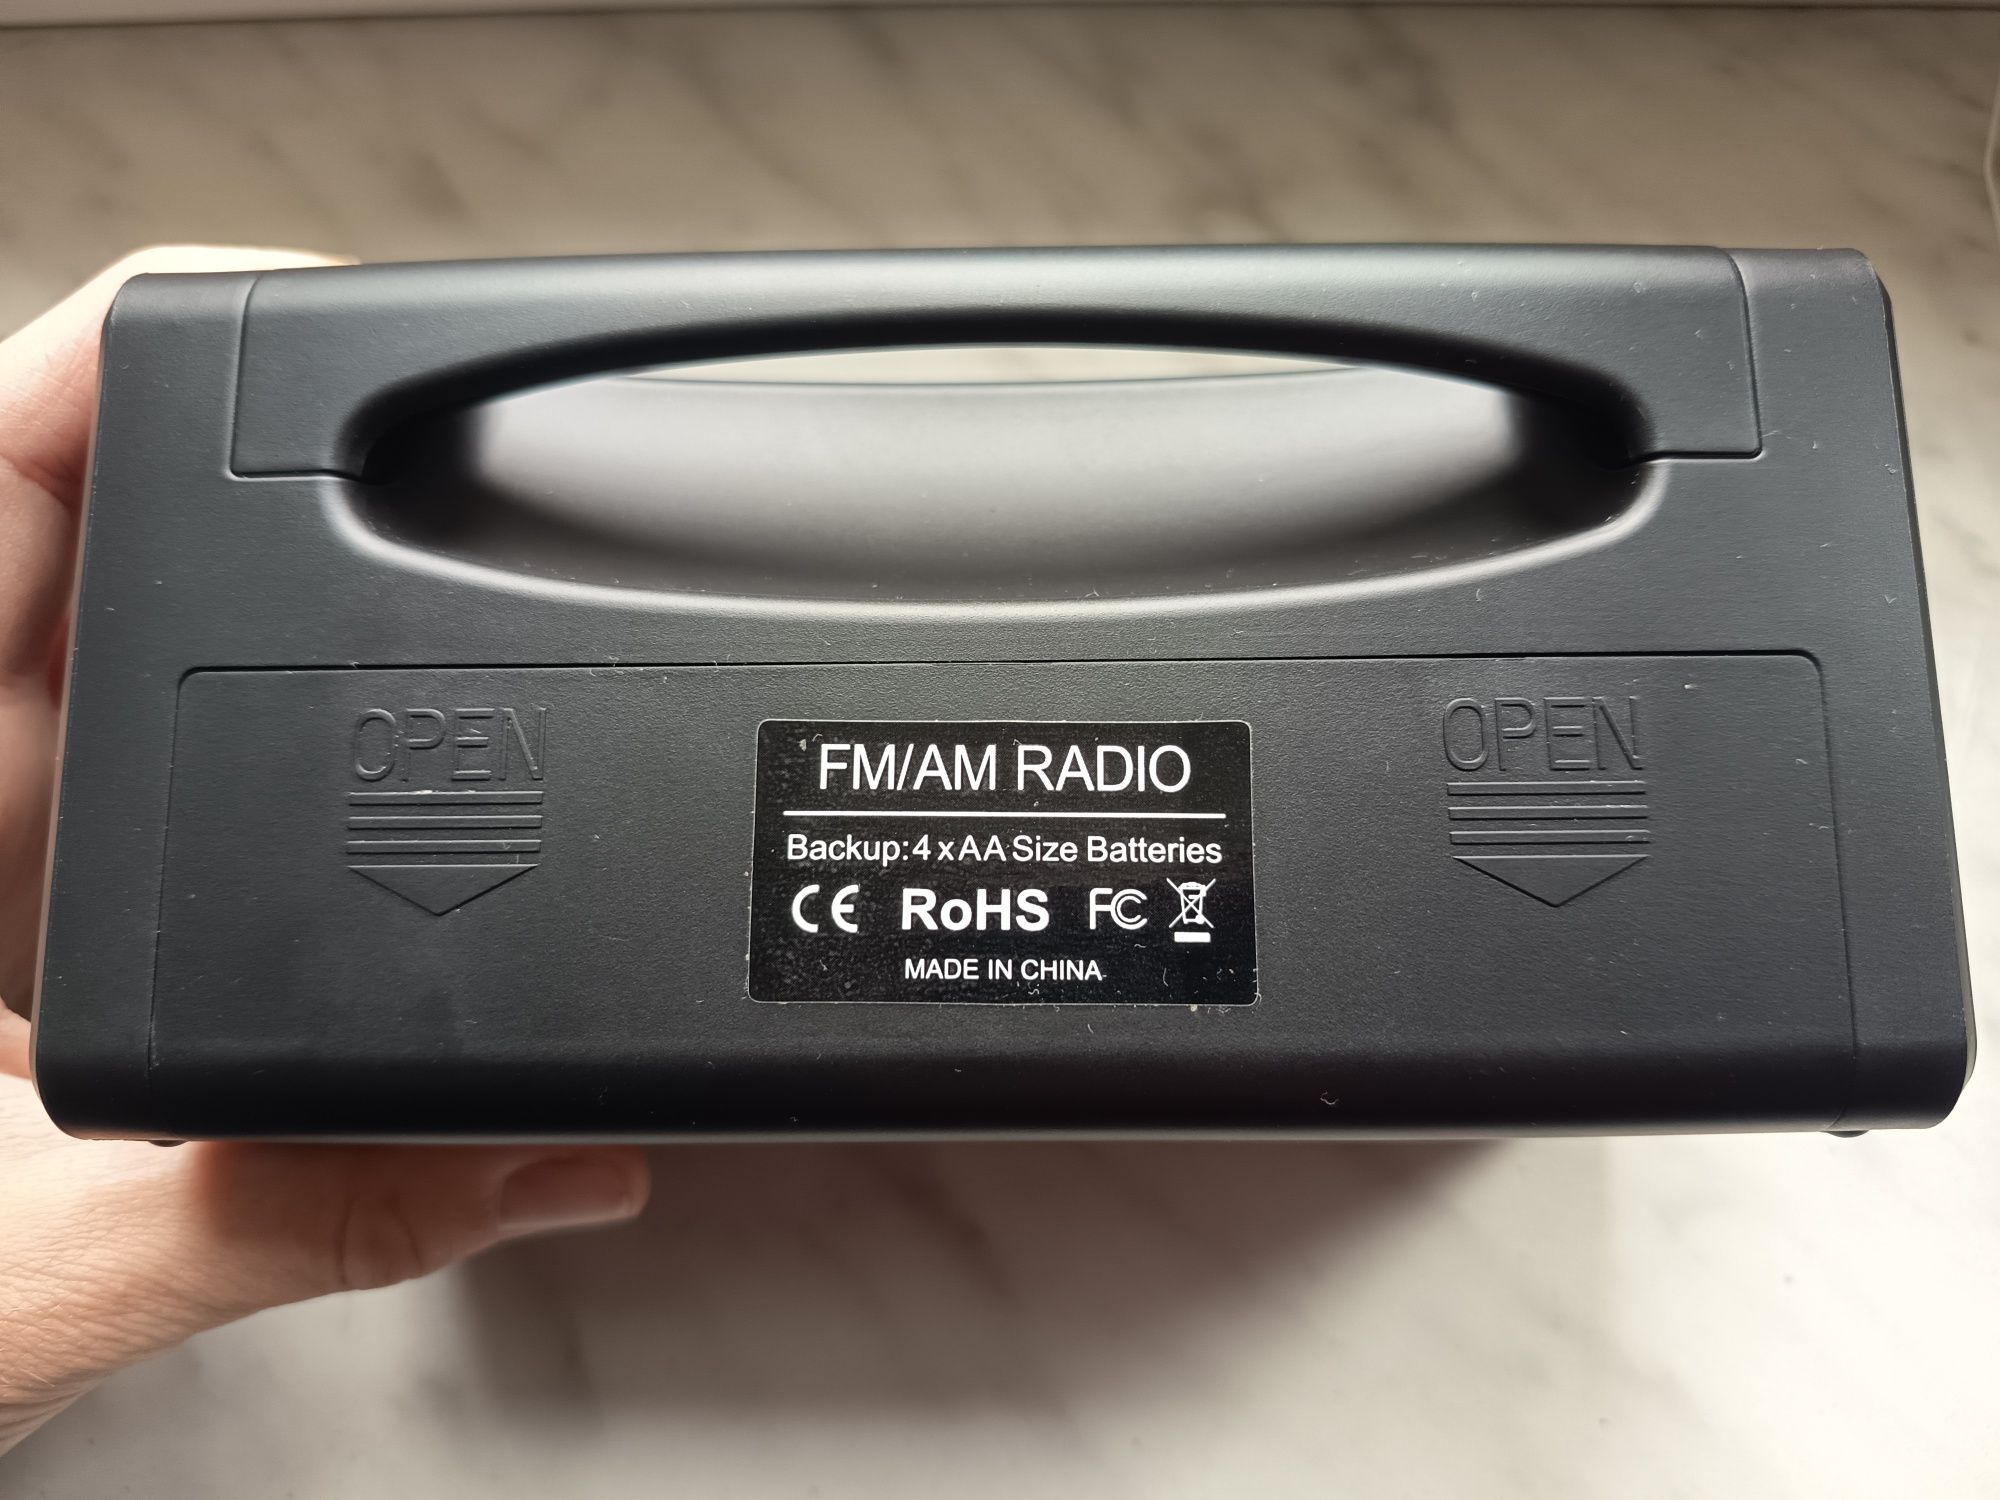 OPEN
OPEN
FM/AM RADIO
Backup: 4 x AA Size Batteries
CE RoHS FC
MADE IN CHINA